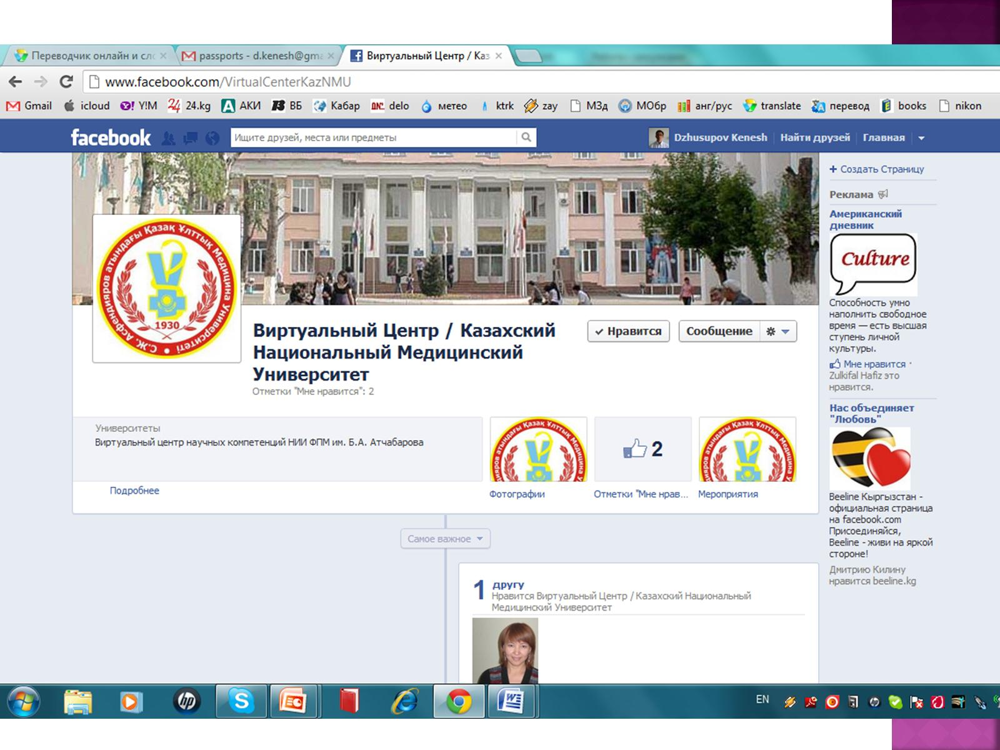 Переводчик онлайн и сло
passports - d.kenesh@gma
Виртуальный Центр / Каз
www.facebook.com/VirtualCenterKazNMU
Gmail icloud Y!M 24.kg АКИ ВБ Кабар delo метео ktrk zay МЗд МОбр анг/рус translate перевод books nikon
facebook
Ищите друзей, места или предметы
Dzhusupov Kenesh Найти друзей Главная
С.Ж. Асфендияров атындағы Қазақ Ұлттық Медицина Университеті
1930
Виртуальный Центр / Казахский
Национальный Медицинский
Университет
Отметки "Мне нравится": 2
Нравится
Сообщение
Университеты
Виртуальный центр научных компетенций НИИ ФПМ им. Б.А. Атчабарова
Подробнее
2
Фотографии
Отметки "Мне нрав...
Мероприятия
Самое важное
1 другу
Нравится Виртуальный Центр / Казахский Национальный
Медицинский Университет
+ Создать Страницу
Реклама
Американский
дневник
Culture
Способность умно
наполнить свободное
время — есть высшая
ступень личной
культуры.
Мне нравится ·
Zulkifal Hafiz это
нравится.
Нас объединяет
"Любовь"
Beeline Кыргызстан -
официальная страница
на facebook.com
Присоединяйся,
Beeline - живи на яркой
стороне!
Дмитрию Килину
нравится beeline.kg
EN